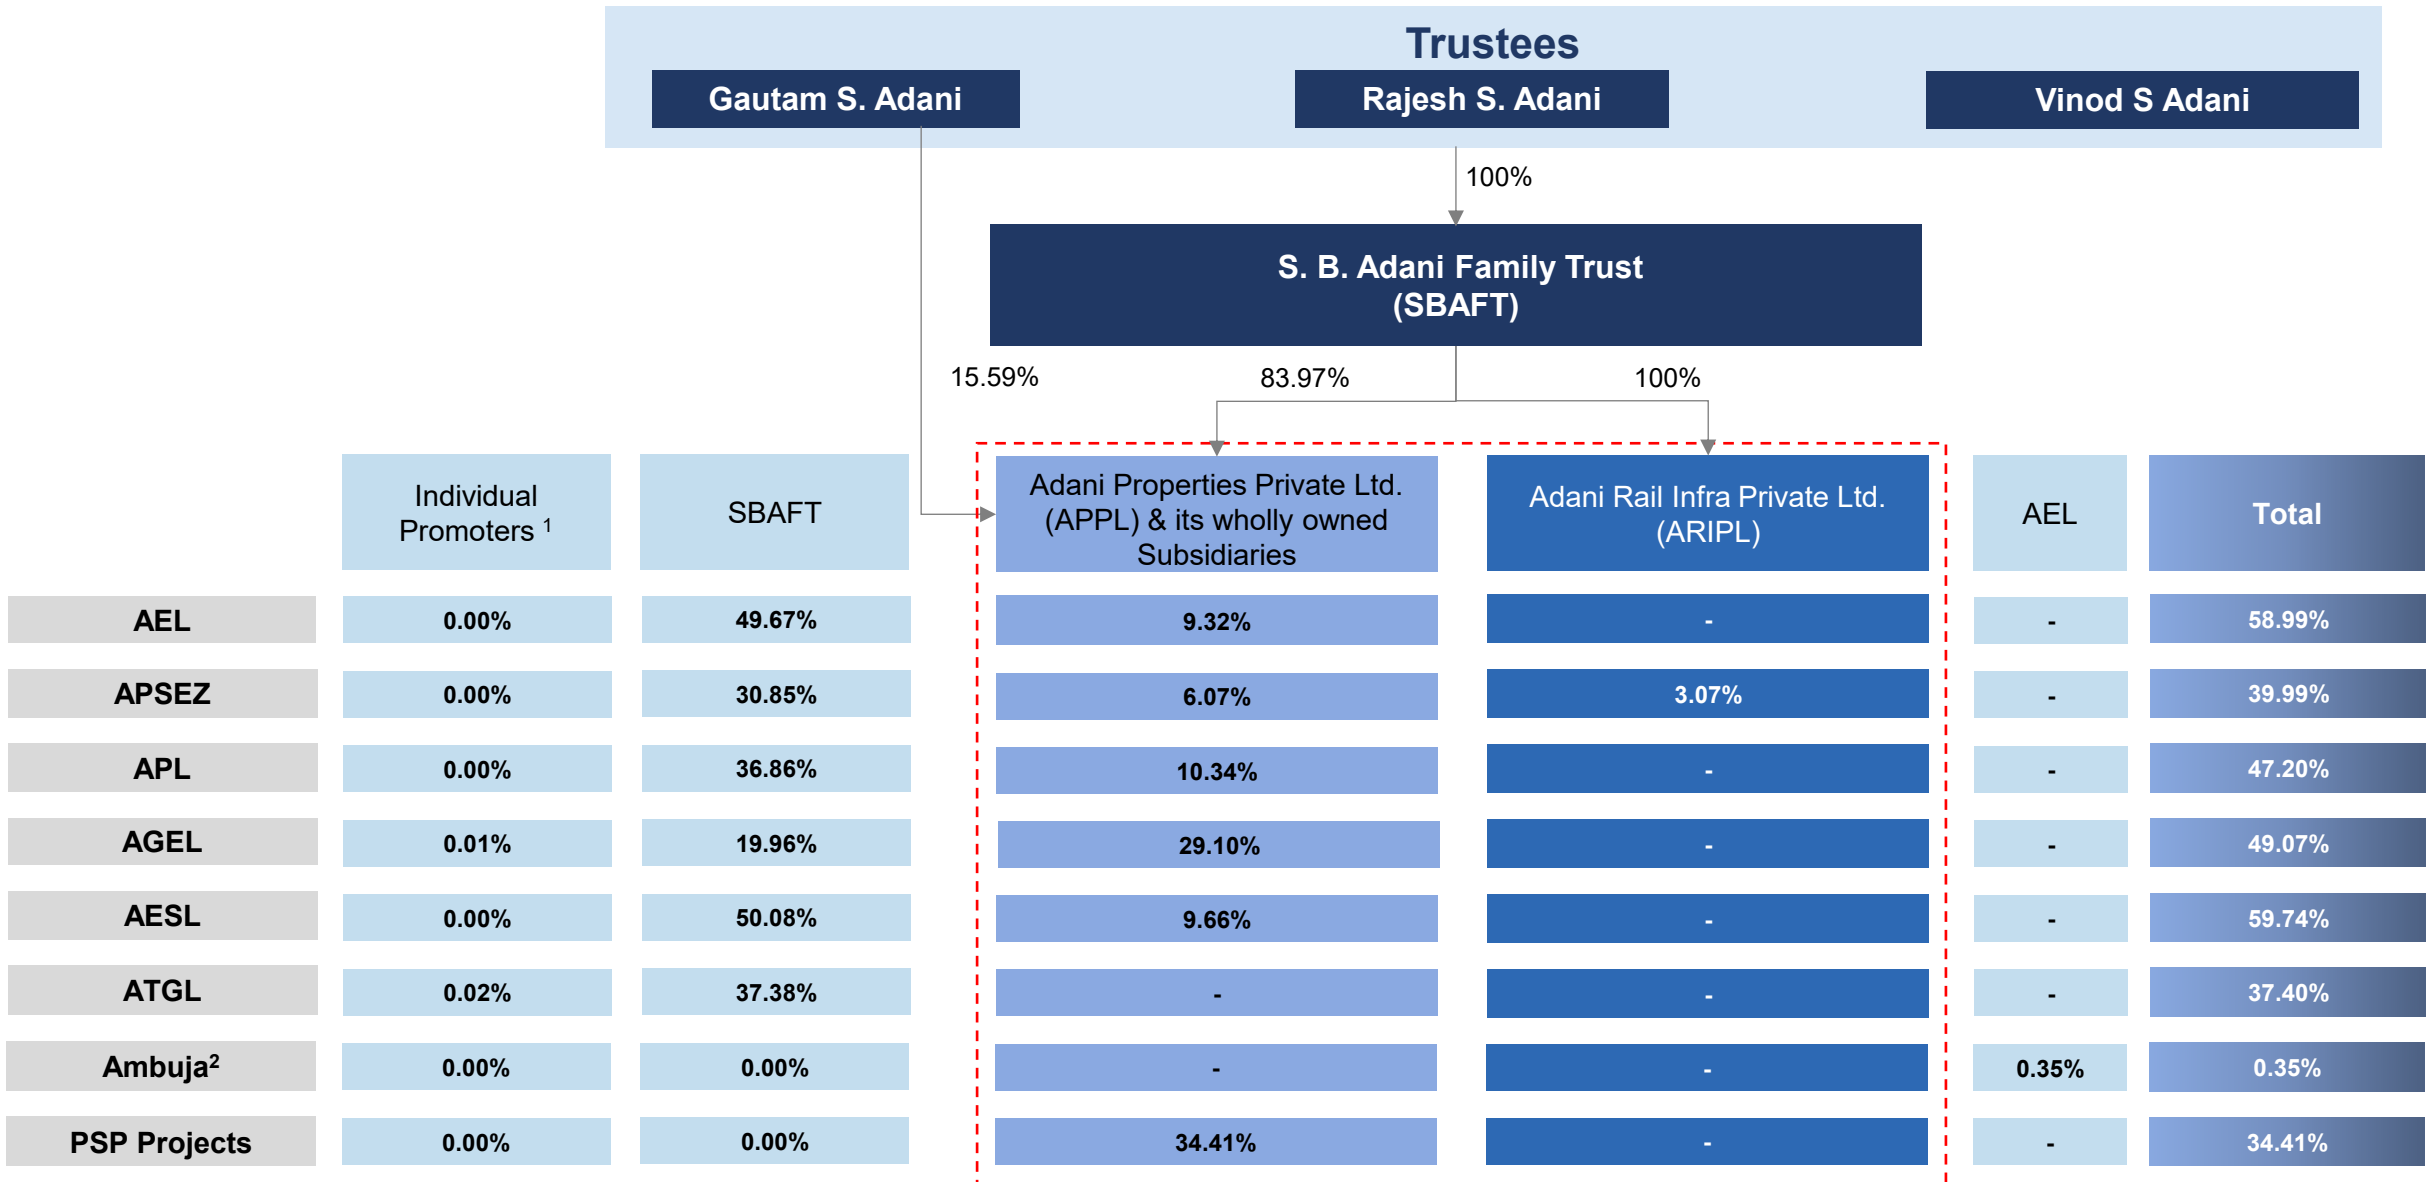 Trustees
Gautam S. Adani
Rajesh S. Adani
Vinod S Adani
100%
S. B. Adani Family Trust
(SBAFT)
15.59%
83.97%
100%
Individual
Promoters ¹
SBAFT
Adani Properties Private Ltd.
(APPL) & its wholly owned
Subsidiaries
Adani Rail Infra Private Ltd.
(ARIPL)
AEL
Total
AEL 0.00% 49.67% 9.32% - - 58.99%
APSEZ 0.00% 30.85% 6.07% 3.07% - 39.99%
APL 0.00% 36.86% 10.34% - - 47.20%
AGEL 0.01% 19.96% 29.10% - - 49.07%
AESL 0.00% 50.08% 9.66% - - 59.74%
ATGL 0.02% 37.38% - - - 37.40%
Ambuja² 0.00% 0.00% - - 0.35% 0.35%
PSP Projects 0.00% 0.00% 34.41% - - 34.41%